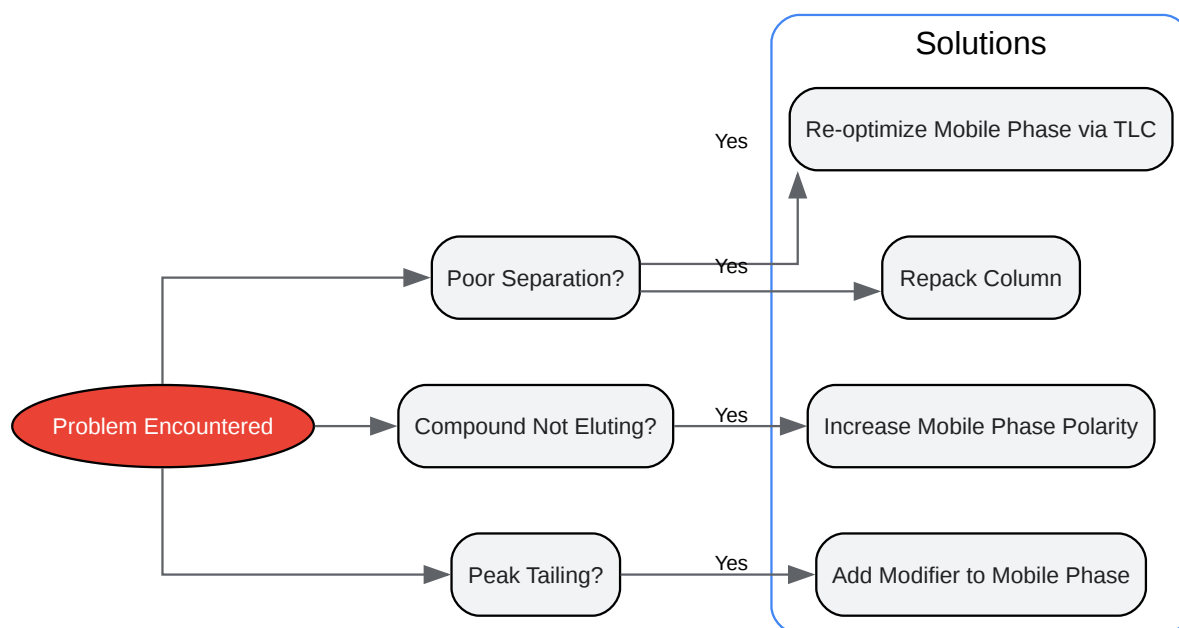 Solutions
Re-optimize Mobile Phase via TLC
Yes
Poor Separation?
Yes
Repack Column
Problem Encountered
Compound Not Eluting?
Yes
Increase Mobile Phase Polarity
Peak Tailing?
Yes
Add Modifier to Mobile Phase